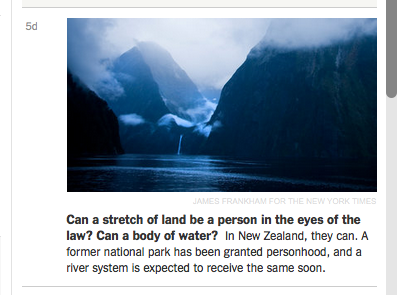 5d
JAMES FRANKHAM FOR THE NEW YORK TIMES
Can a stretch of land be a person in the eyes of the
law? Can a body of water? In New Zealand, they can. A
former national park has been granted personhood, and a
river system is expected to receive the same soon.